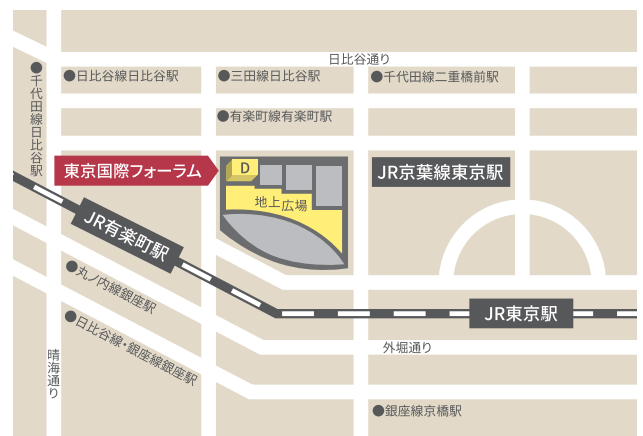 日比谷通り
千代田線日比谷駅
●日比谷線日比谷駅
●三田線日比谷駅
●千代田線二重橋前駅
●有楽町線有楽町駅
東京国際フォーラム
D
JR京葉線東京駅
地上広場
JR有楽町駅
●丸ノ内線銀座駅
JR東京駅
●日比谷線・銀座線銀座駅
外堀通り
晴海通り
●銀座線京橋駅